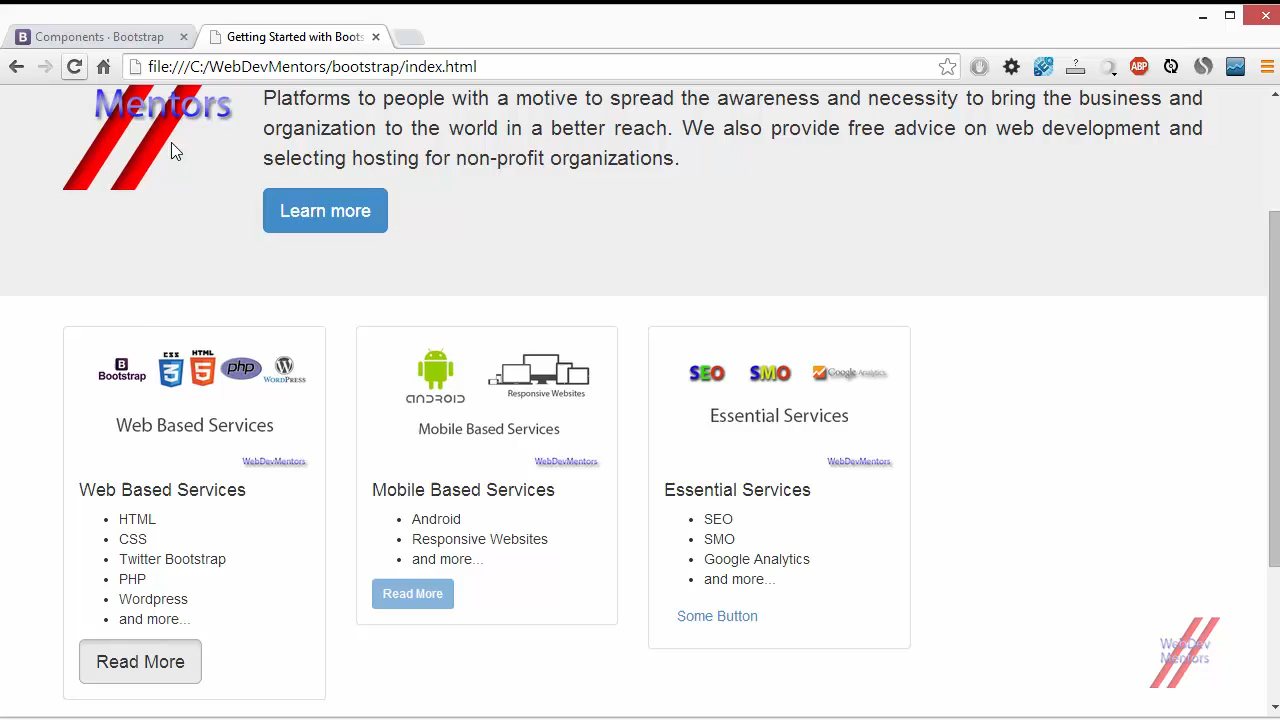 Components · Bootstrap
Getting Started with Boots
file:///C:/WebDevMentors/bootstrap/index.html
ABP
Mentors
Platforms to people with a motive to spread the awareness and necessity to bring the business and
organization to the world in a better reach. We also provide free advice on web development and
selecting hosting for non-profit organizations.
Learn more
Bootstrap
CSS
3
HTML
5
php
WORDPRESS
Web Based Services
WebDevMentors
Web Based Services
HTML
CSS
Twitter Bootstrap
PHP
Wordpress
and more...
Read More
ANDROID
Responsive Websites
Mobile Based Services
WebDevMentors
Mobile Based Services
Android
Responsive Websites
and more...
Read More
SEO
SMO
Google Analytics
Essential Services
WebDevMentors
Essential Services
SEO
SMO
Google Analytics
and more...
Some Button
WebDev
Mentors